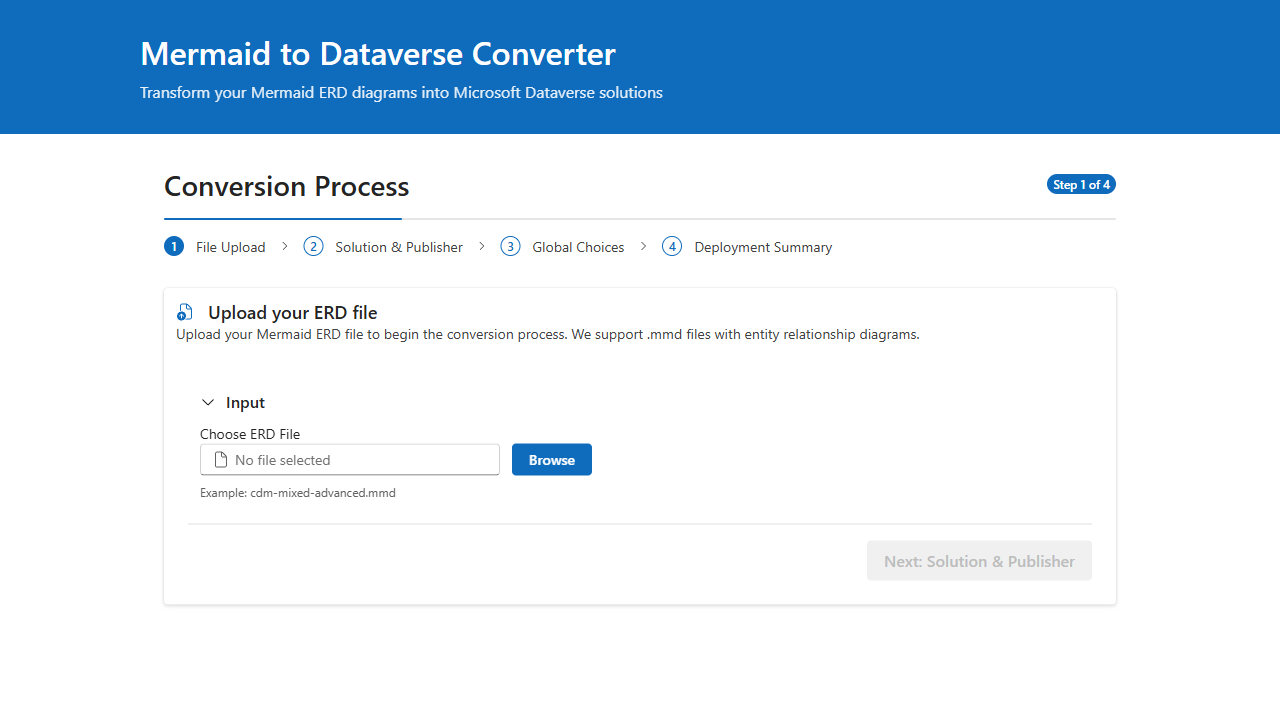 Mermaid to Dataverse Converter
Transform your Mermaid ERD diagrams into Microsoft Dataverse solutions
Conversion Process
Step 1 of 4
1 File Upload > 2 Solution & Publisher > 3 Global Choices > 4 Deployment Summary
Upload your ERD file
Upload your Mermaid ERD file to begin the conversion process. We support .mmd files with entity relationship diagrams.
Input
Choose ERD File
No file selected
Browse
Example: cdm-mixed-advanced.mmd
Next: Solution & Publisher